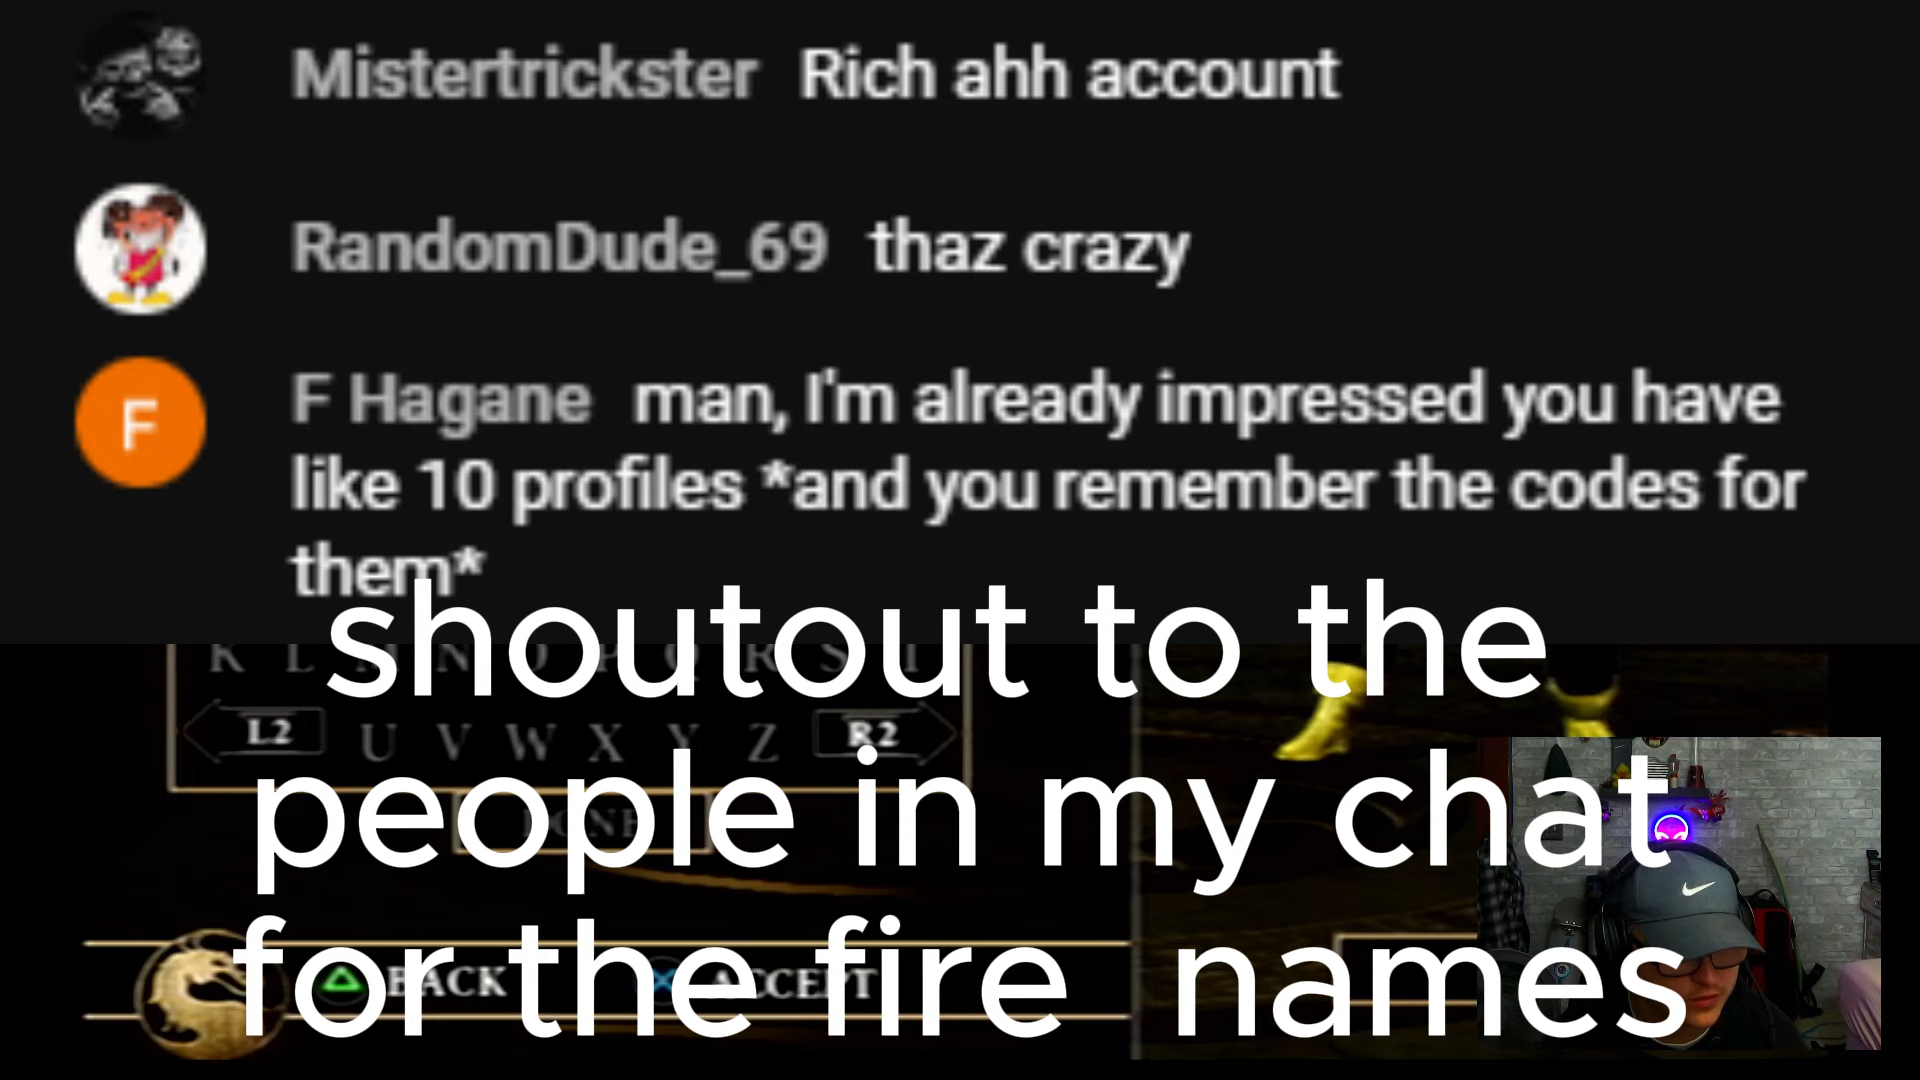 Mistertrickster Rich ahh account
RandomDude_69 thaz crazy
F
F Hagane man, I'm already impressed you have
like 10 profiles *and you remember the codes for
them*
shoutout to the
people in my chat
for the fire names
K L M N O P Q R S T
L2 U V W X Y Z R2
DONE
BACK ACCEPT